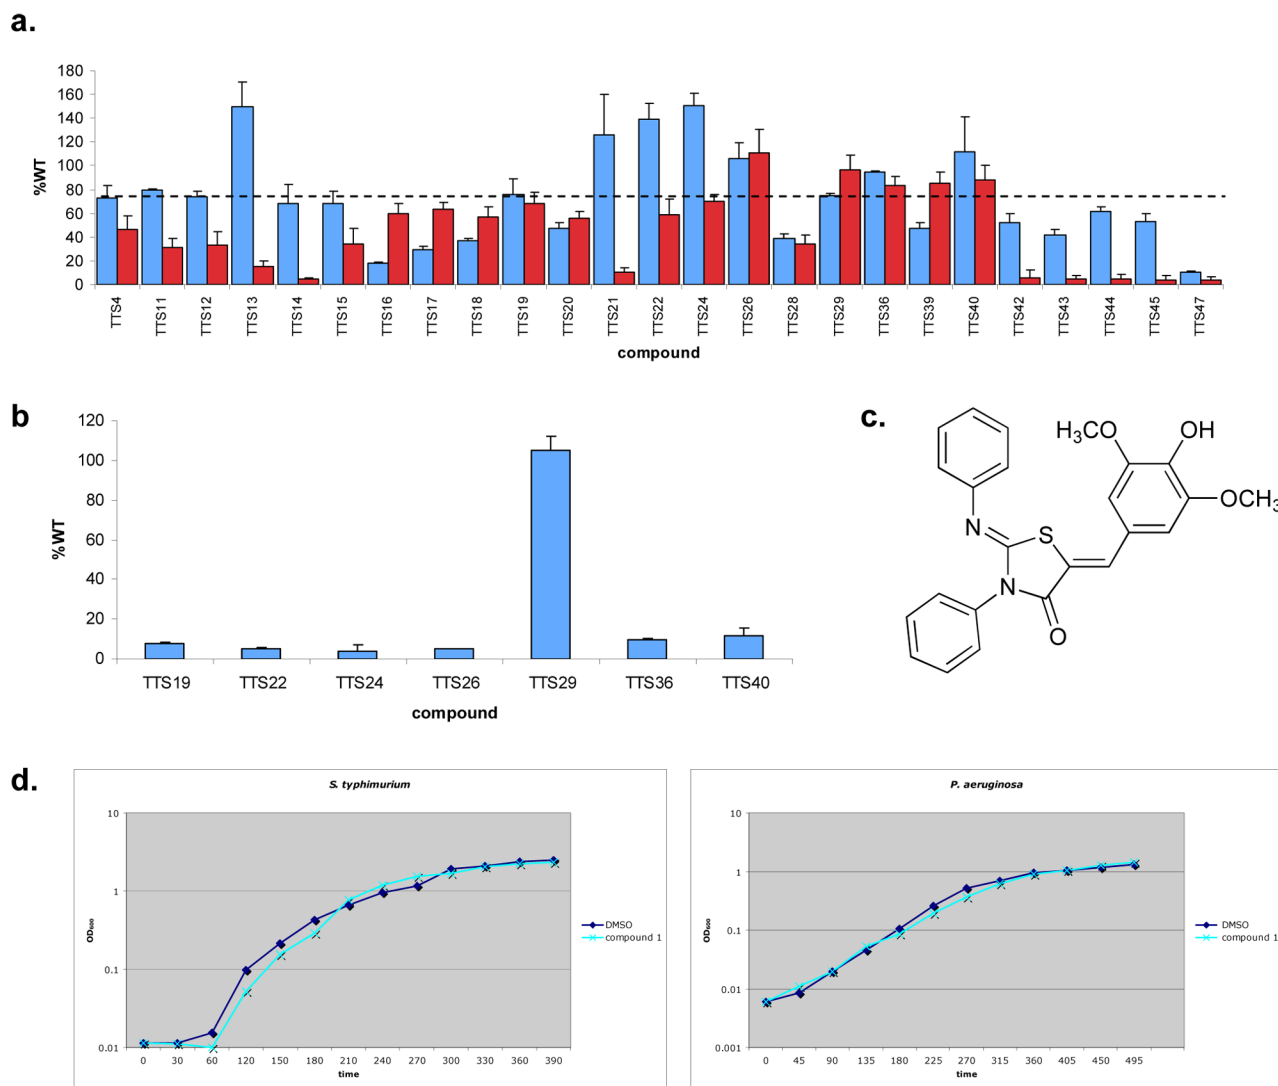 a.
%WT
180
160
140
120
100
80
60
40
20
0
TTS4 TTS11 TTS12 TTS13 TTS14 TTS15 TTS16 TTS17 TTS18 TTS19 TTS20 TTS21 TTS22 TTS24 TTS26 TTS28 TTS29 TTS36 TTS39 TTS40 TTS42 TTS43 TTS44 TTS45 TTS47
compound
b
%WT
120
100
80
60
40
20
0
TTS19 TTS22 TTS24 TTS26 TTS29 TTS36 TTS40
compound
c.
H₃CO OH
OCH₃
N S
N
O
d.
S. typhimurium
OD₆₀₀
10
1
0.1
0.01
0 30 60 120 150 180 210 240 270 300 330 360 390
time
DMSO
compound 1
P. aeruginosa
OD₆₀₀
10
1
0.1
0.01
0.001
0 45 90 135 180 225 270 315 360 405 450 495
time
DMSO
compound 1